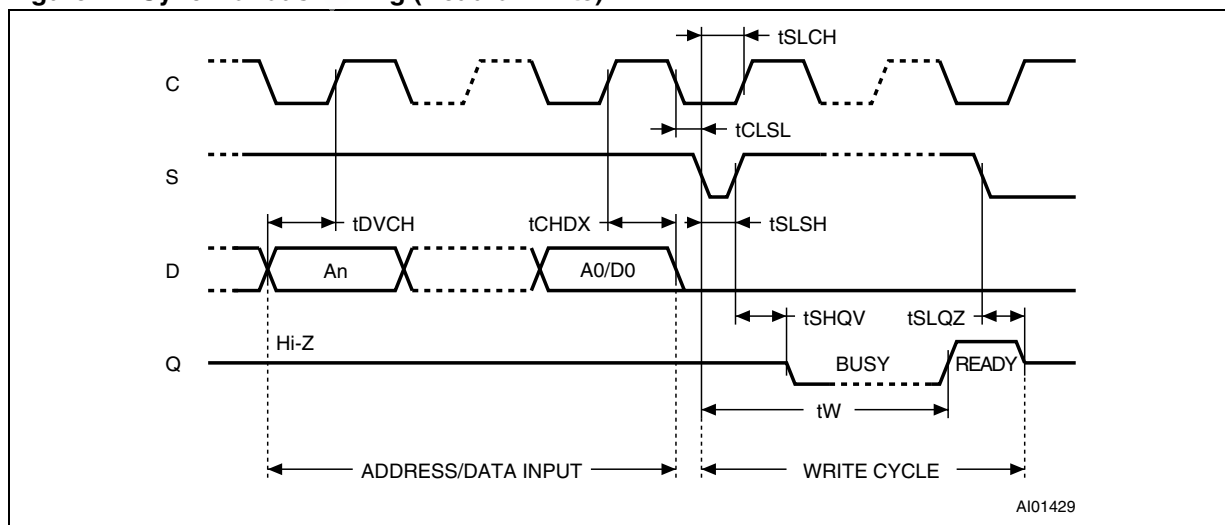 tSLCH
C
tCLSL
S
tDVCH tCHDX tSLSH
D An A0/D0
tSHQV tSLQZ
Hi-Z
Q BUSY READY
tW
ADDRESS/DATA INPUT WRITE CYCLE
AI01429